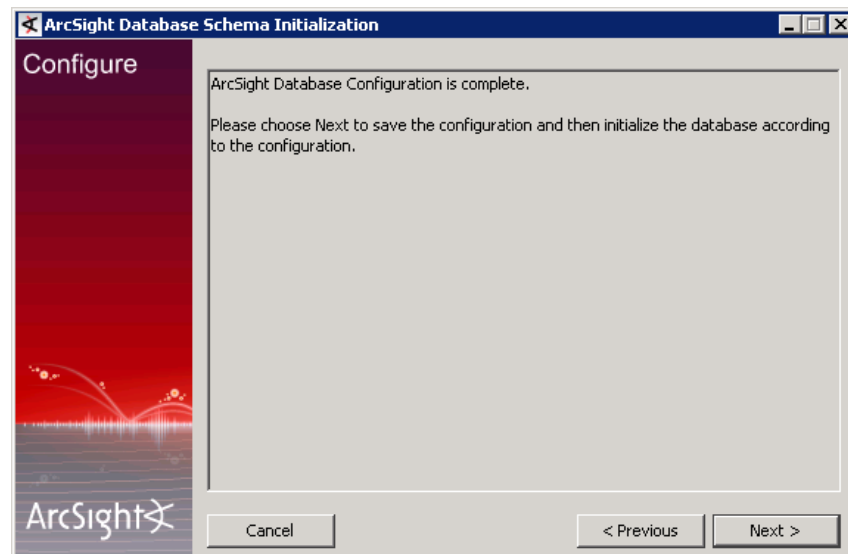 ArcSight Database Schema Initialization
Configure
ArcSight Database Configuration is complete.
Please choose Next to save the configuration and then initialize the database according
to the configuration.
ArcSight
Cancel
< Previous
Next >